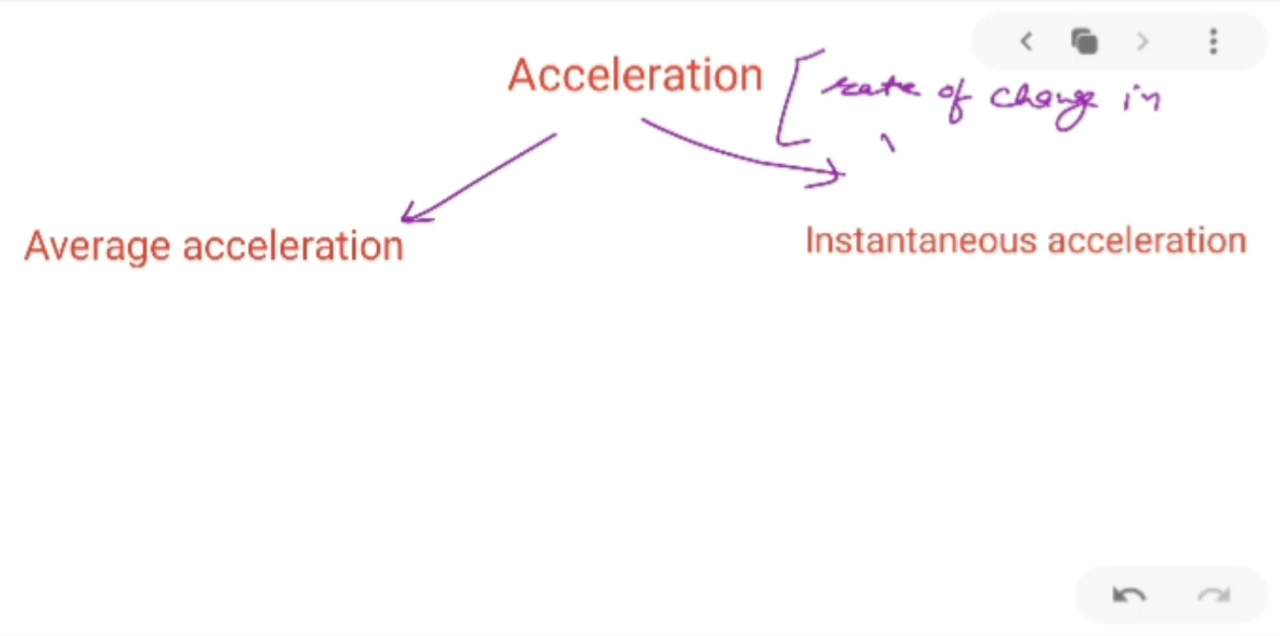 Acceleration [rate of change in
Average acceleration
Instantaneous acceleration